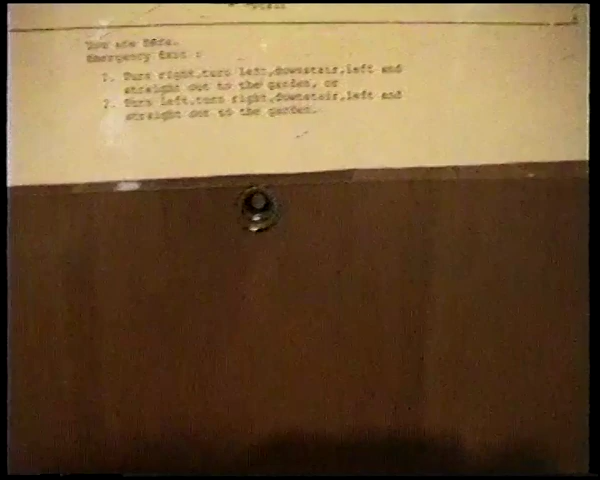 You are here.
Emergency Exit :
1. Turn right,turn left,downstair,left and
straight out to the garden, or
2. Turn left,turn right,downstair,left and
straight out to the garden.